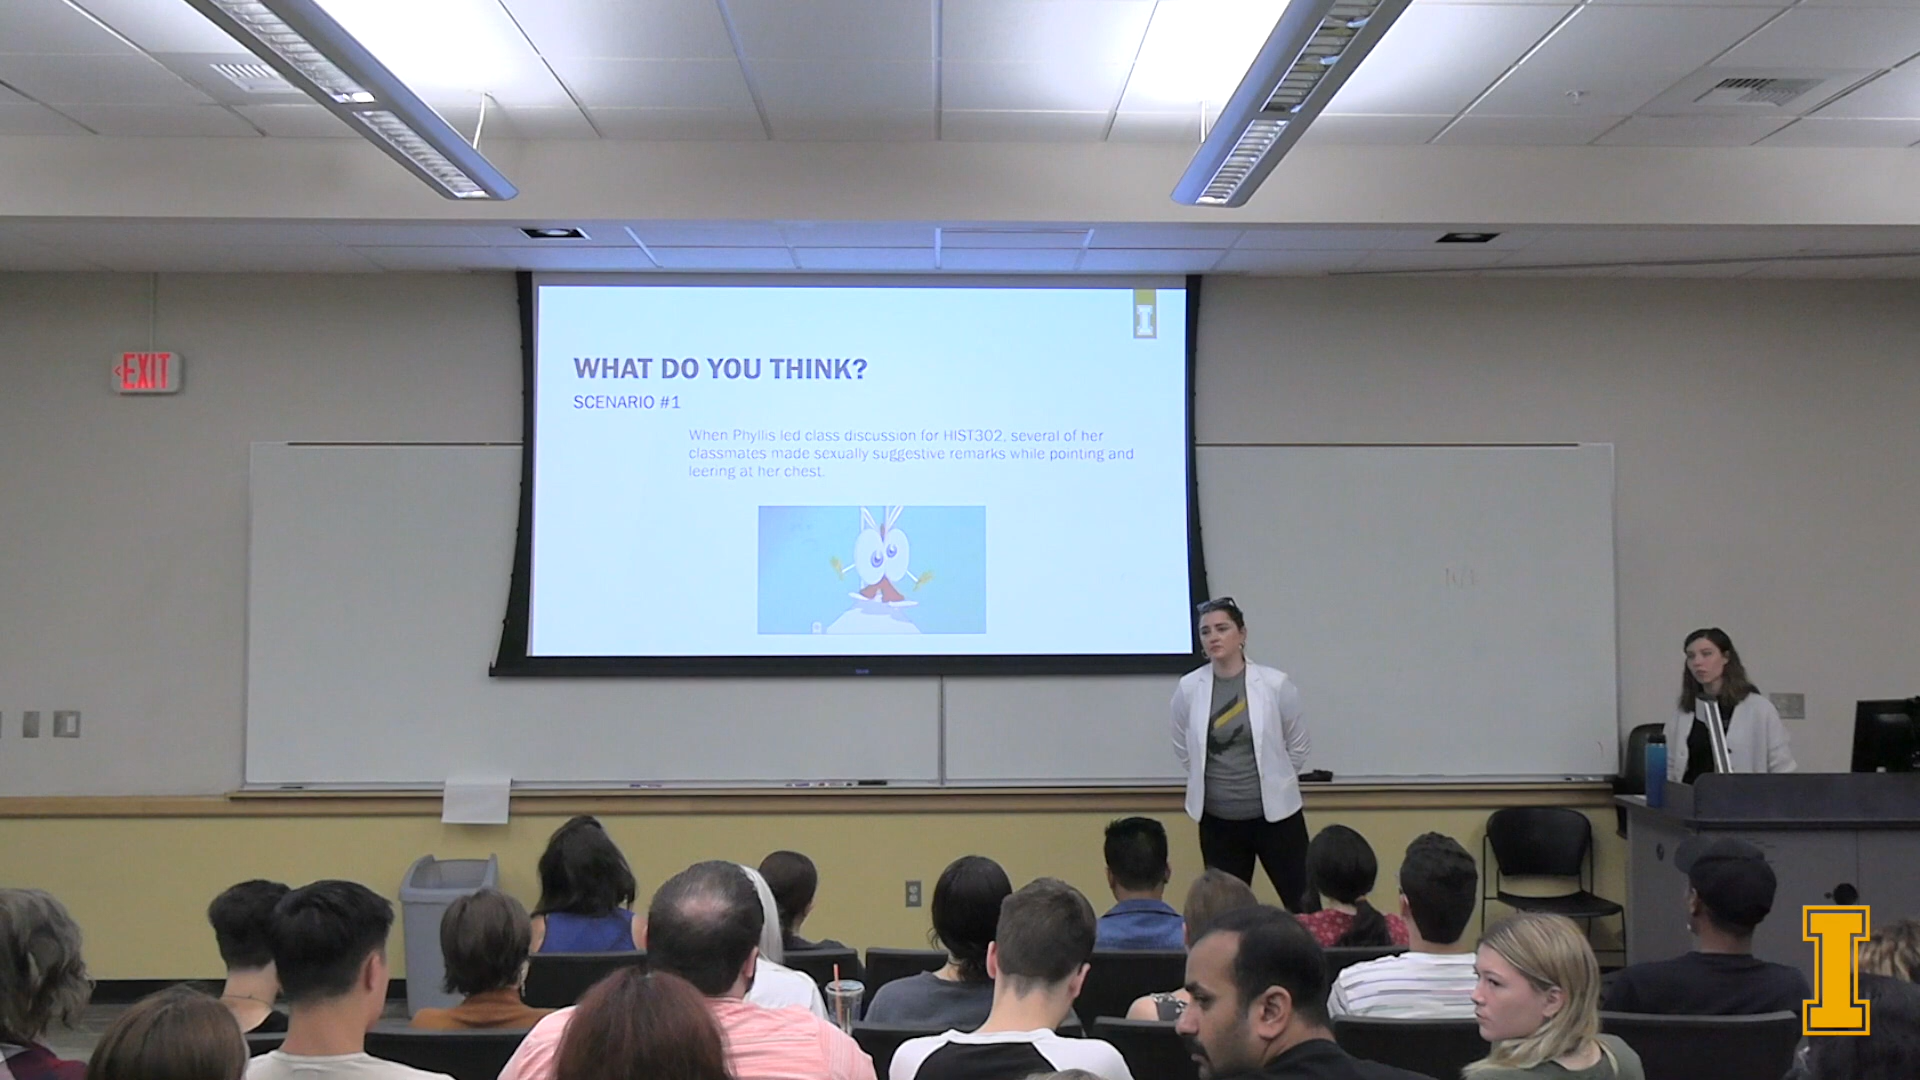 EXIT
I
WHAT DO YOU THINK?
SCENARIO #1
When Phyllis led class discussion for HIST302, several of her
classmates made sexually suggestive remarks while pointing and
leering at her chest.
I